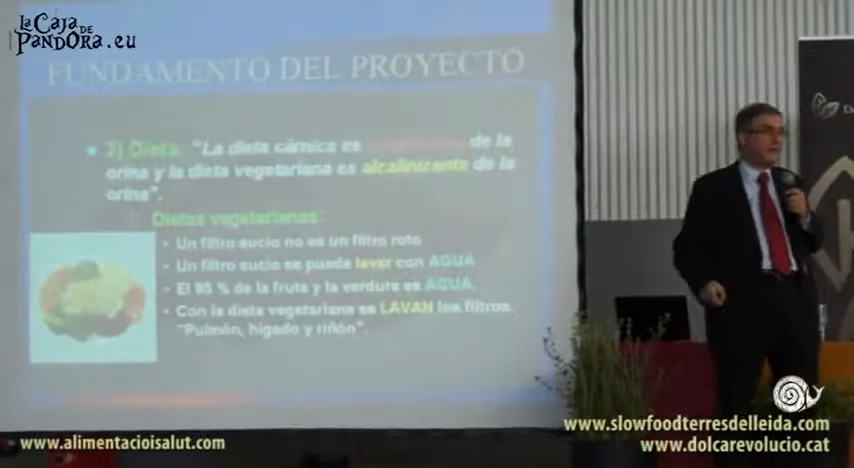 La Caja
de
Pandora.eu
FUNDAMENTO DEL PROYECTO
2) Dieta: "La dieta cárnica es de la
orina y la dieta vegetariana es alcalinizante de la
orina".
Dietas vegetarianas:
- Un filtro sucio no es un filtro roto
- Un filtro sucio se puede lavar con AGUA
- El 95 % de la fruta y la verdura es AGUA.
- Con la dieta vegetariana se LAVAN los filtros.
"Pulmón, hígado y riñón".
www.slowfoodterresdelleida.com
www.alimentacioisalut.com
www.dolcarevolucio.cat